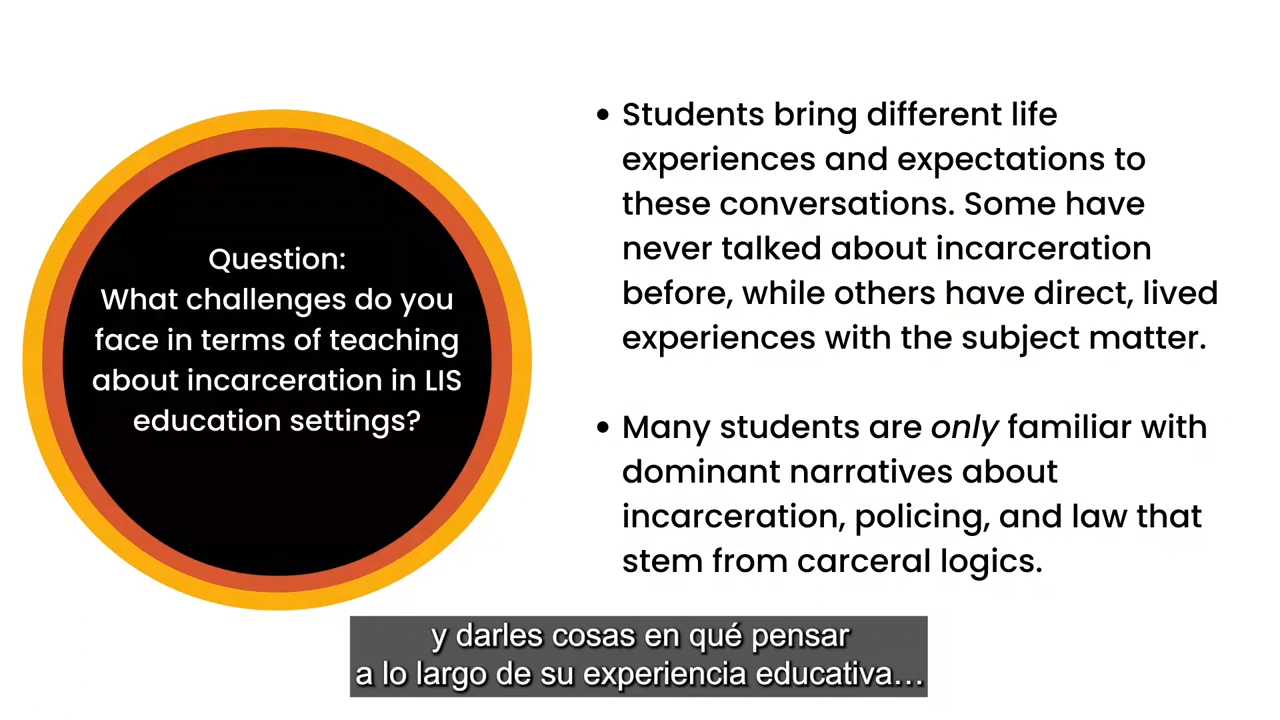 Question:
What challenges do you
face in terms of teaching
about incarceration in LIS
education settings?
• Students bring different life
experiences and expectations to
these conversations. Some have
never talked about incarceration
before, while others have direct, lived
experiences with the subject matter.
• Many students are only familiar with
dominant narratives about
incarceration, policing, and law that
stem from carceral logics.
y darles cosas en qué pensar
a lo largo de su experiencia educativa…